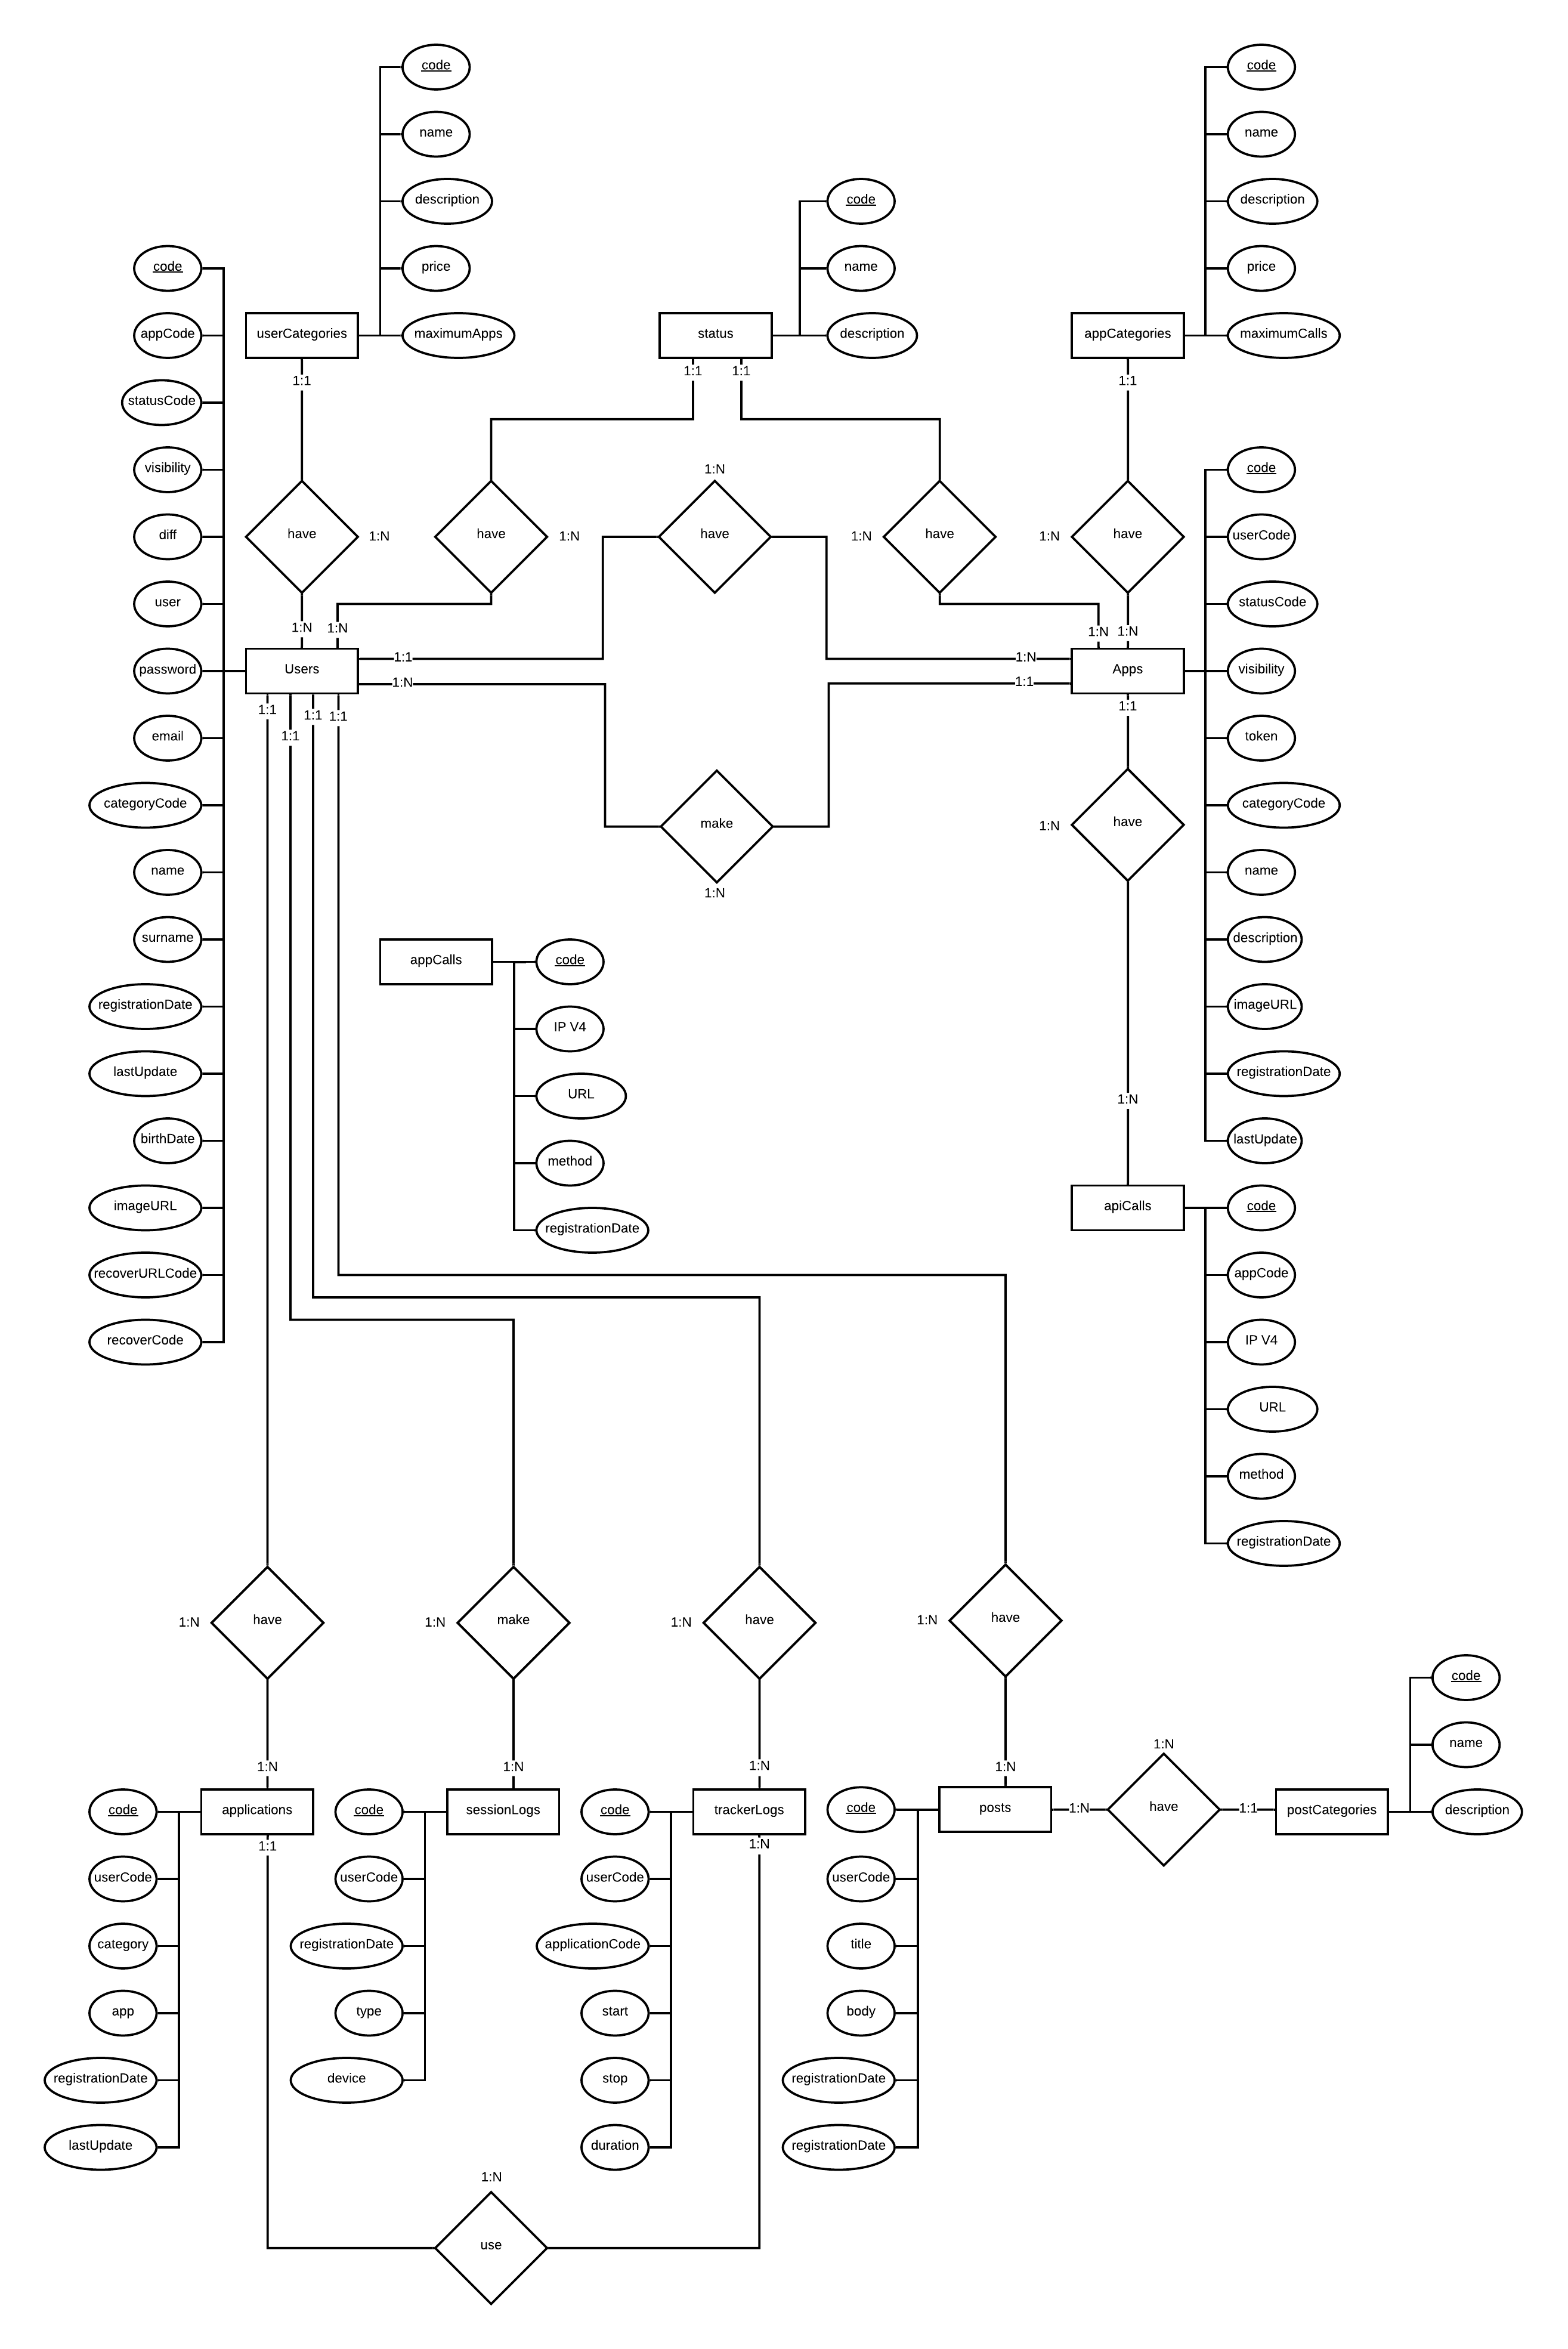 code
name
description
price
maximumApps
userCategories
1:1
code
name
description
status
1:1
1:1
code
name
description
price
maximumCalls
appCategories
1:1
have
1:N
have
1:N
1:N
have
1:N
have
1:N
have
1:N
1:N
1:N
1:N
code
appCode
statusCode
visibility
diff
user
password
email
categoryCode
name
surname
registrationDate
lastUpdate
birthDate
imageURL
recoverURLCode
recoverCode
Users
1:1
1:N
1:1
1:1
1:1
1:1
1:N
1:1
Apps
1:1
code
userCode
statusCode
visibility
token
categoryCode
name
description
imageURL
registrationDate
lastUpdate
make
1:N
1:N
have
1:N
appCalls
code
IP V4
URL
method
registrationDate
apiCalls
code
appCode
IP V4
URL
method
registrationDate
1:N
have
1:N
make
1:N
have
1:N
have
1:N
1:N
1:N
1:N
code
userCode
category
app
registrationDate
lastUpdate
applications
1:1
code
userCode
registrationDate
type
device
sessionLogs
code
userCode
applicationCode
start
stop
duration
trackerLogs
1:N
code
userCode
title
body
registrationDate
registrationDate
posts
1:N
1:N
have
1:1
postCategories
code
name
description
1:N
use